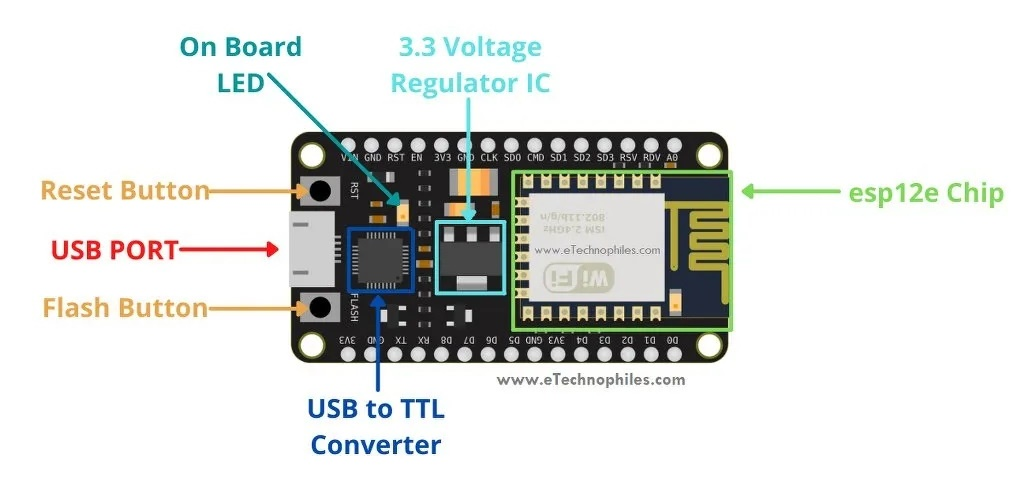 On Board
LED
3.3 Voltage
Regulator IC
VIN GND RST EN 3V3 GND CLK SDO CMD SD1 SD2 SD3 RSV RDV A0
Reset Button
RST
esp12e Chip
ISM 2.4GHz
802.11b/g/n
USB PORT
www.eTechnophiles.com
WiFi
Flash Button
FLASH
3V3 GND TX RX D8 D7 D6 D5 GND 3V3 D4 D3 D2 D1 D0
www.eTechnophiles.com
USB to TTL
Converter